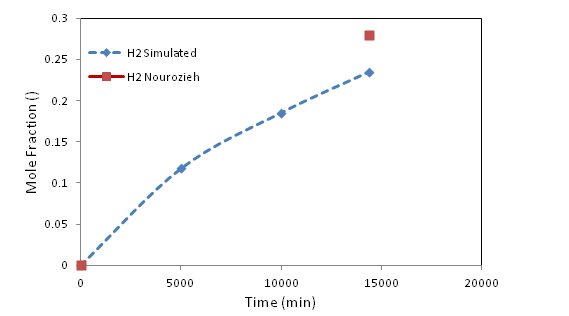 0.3
0.25
0.2
0.15
0.1
0.05
0
Mole Fraction ()
H2 Simulated
H2 Nourozieh
0 5000 10000 15000 20000
Time (min)